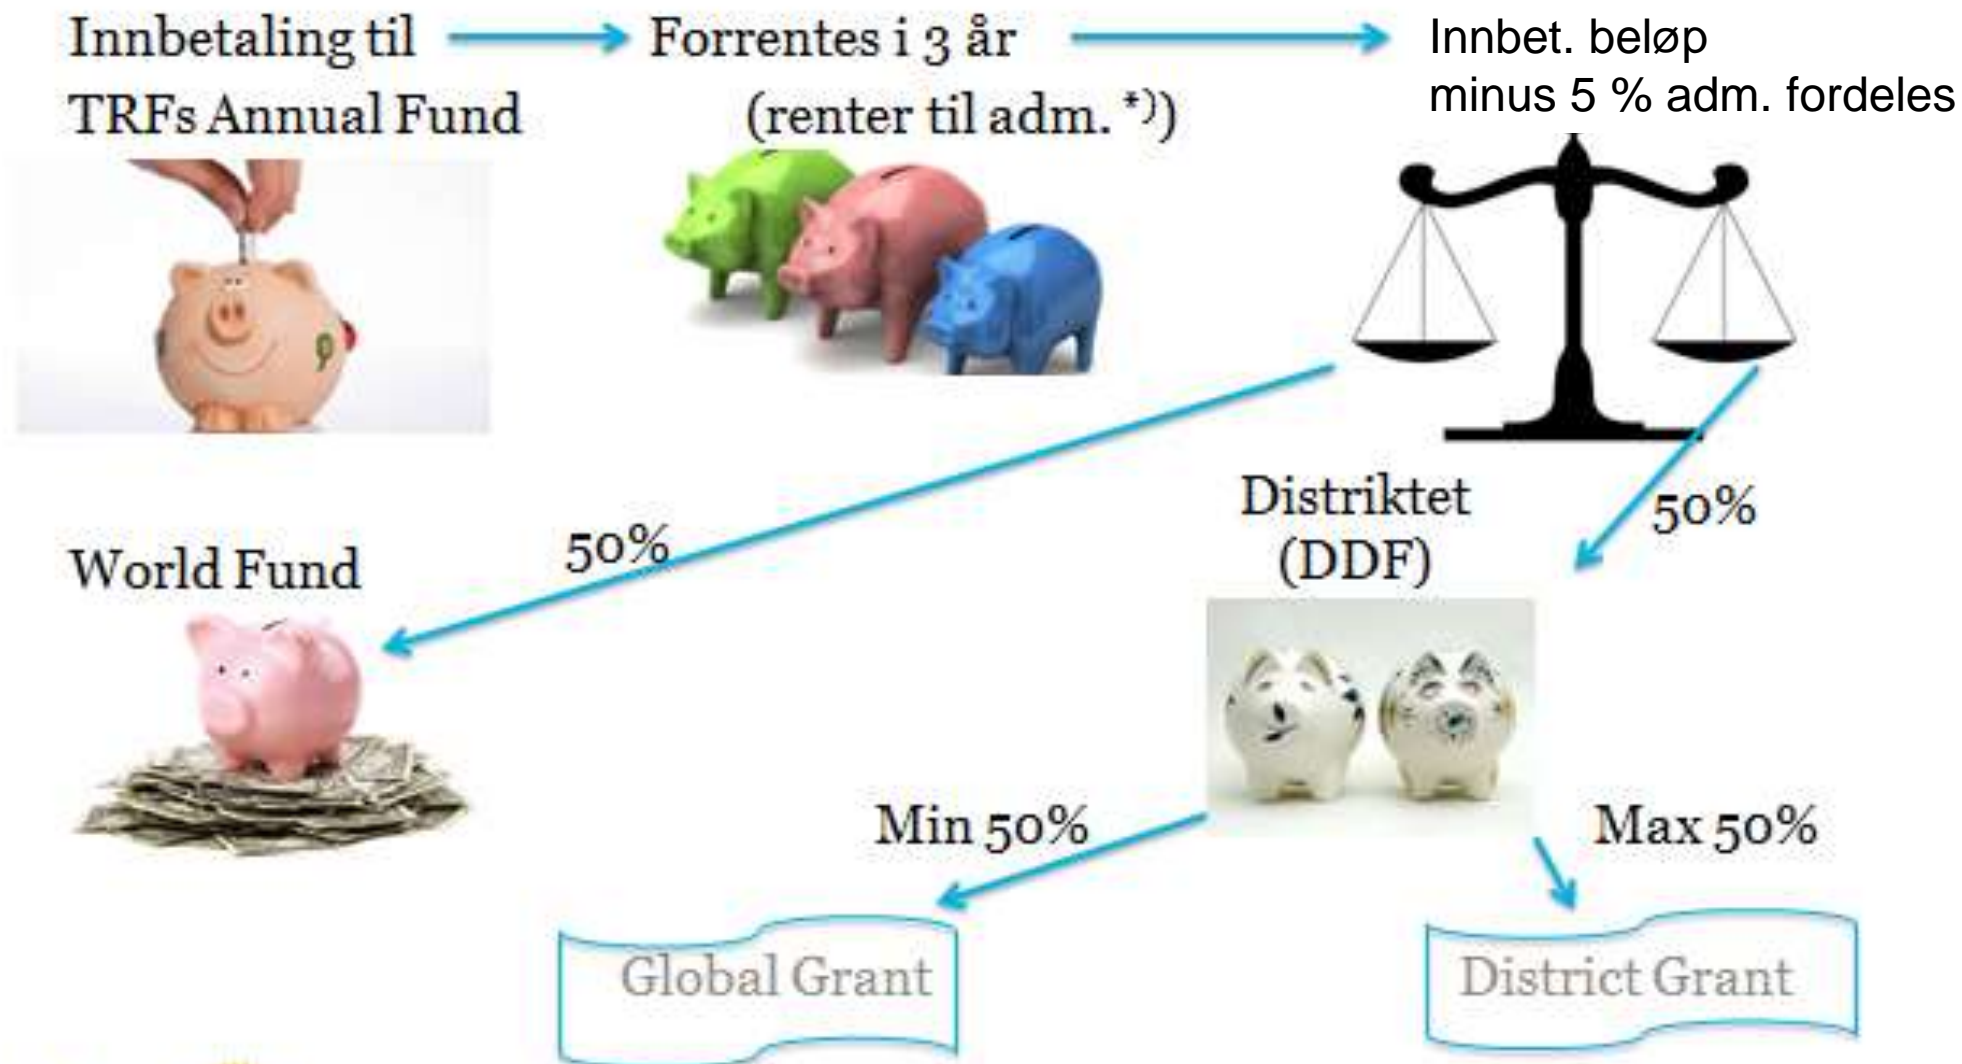 Innbetaling til
TRFs Annual Fund
Forrentes i 3 år
(renter til adm. *))
Innbet. beløp
minus 5 % adm. fordeles
50%
World Fund
Distriktet
(DDF)
50%
Min 50%
Max 50%
Global Grant
District Grant